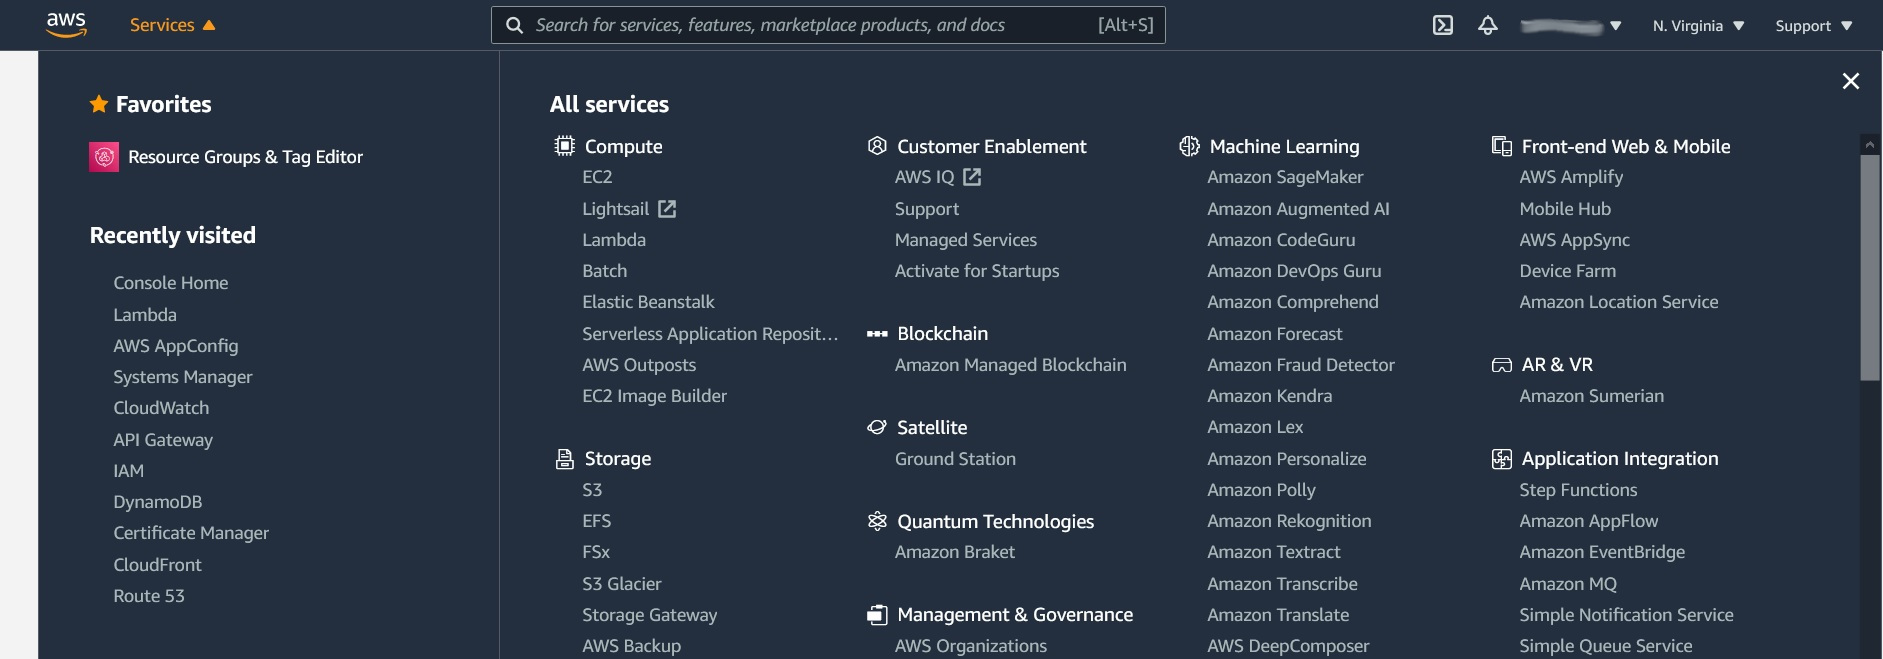 aws
Services
Search for services, features, marketplace products, and docs
[Alt+S]
N. Virginia
Support
Favorites
Resource Groups & Tag Editor
Recently visited
Console Home
Lambda
AWS AppConfig
Systems Manager
CloudWatch
API Gateway
IAM
DynamoDB
Certificate Manager
CloudFront
Route 53
All services
Compute
EC2
Lightsail
Lambda
Batch
Elastic Beanstalk
Serverless Application Reposit...
AWS Outposts
EC2 Image Builder
Storage
S3
EFS
FSx
S3 Glacier
Storage Gateway
AWS Backup
Customer Enablement
AWS IQ
Support
Managed Services
Activate for Startups
Blockchain
Amazon Managed Blockchain
Satellite
Ground Station
Quantum Technologies
Amazon Braket
Management & Governance
AWS Organizations
Machine Learning
Amazon SageMaker
Amazon Augmented AI
Amazon CodeGuru
Amazon DevOps Guru
Amazon Comprehend
Amazon Forecast
Amazon Fraud Detector
Amazon Kendra
Amazon Lex
Amazon Personalize
Amazon Polly
Amazon Rekognition
Amazon Textract
Amazon Transcribe
Amazon Translate
AWS DeepComposer
Front-end Web & Mobile
AWS Amplify
Mobile Hub
AWS AppSync
Device Farm
Amazon Location Service
AR & VR
Amazon Sumerian
Application Integration
Step Functions
Amazon AppFlow
Amazon EventBridge
Amazon MQ
Simple Notification Service
Simple Queue Service